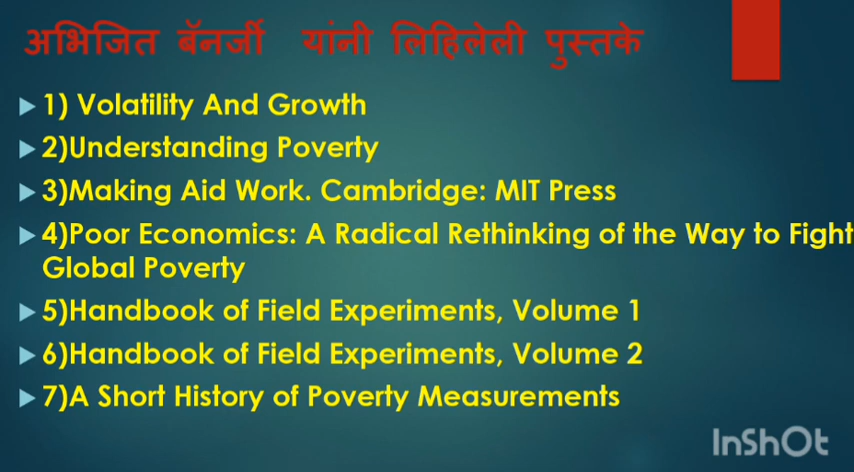 अभिजित बॅनर्जी यांनी लिहिलेली पुस्तके
1) Volatility And Growth
2)Understanding Poverty
3)Making Aid Work. Cambridge: MIT Press
4)Poor Economics: A Radical Rethinking of the Way to Fight
Global Poverty
5)Handbook of Field Experiments, Volume 1
6)Handbook of Field Experiments, Volume 2
7)A Short History of Poverty Measurements
InShOt